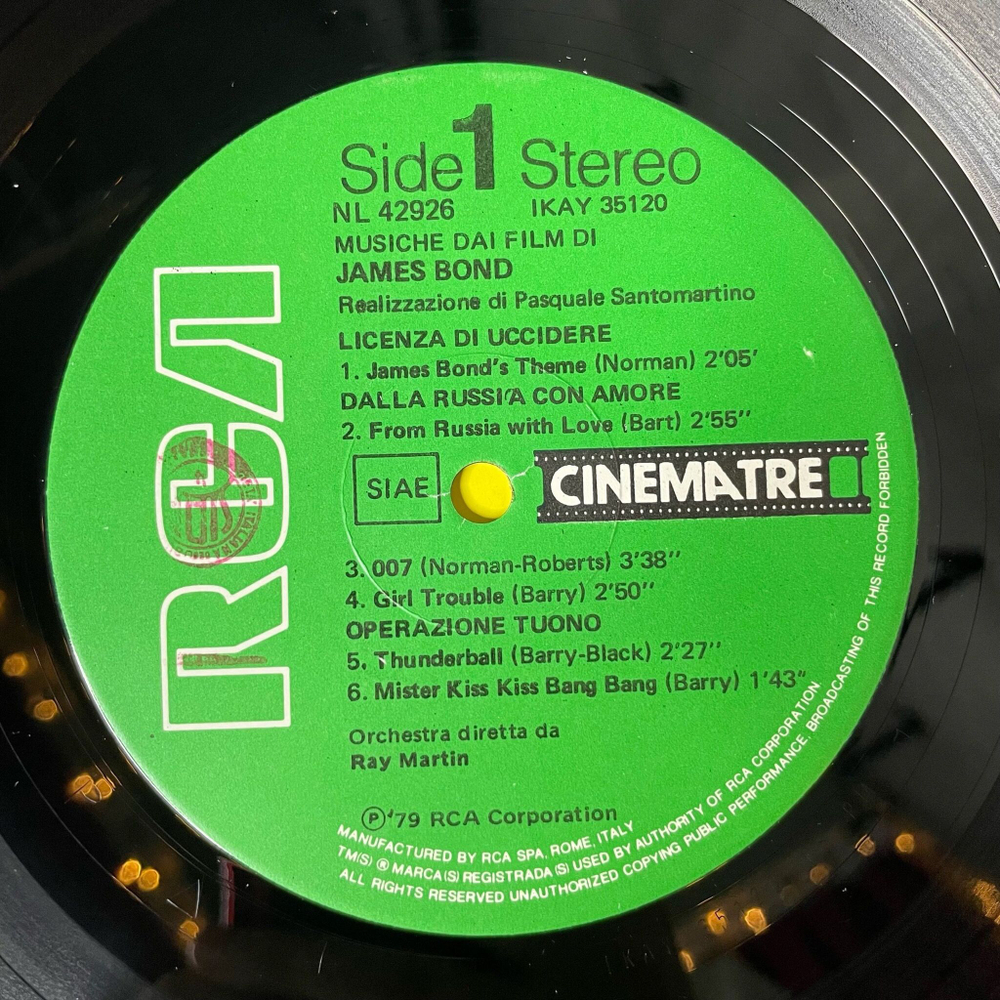 Side 1 Stereo
NL 42926 IKAY 35120
MUSICHE DAI FILM DI
JAMES BOND
Realizzazione di Pasquale Santomartino
LICENZA DI UCCIDERE
1. James Bond's Theme (Norman) 2'05'
DALLA RUSSIA CON AMORE
2. From Russia with Love (Bart) 2'55"
RCA
SIAE
CINEMATRE
3. 007 (Norman-Roberts) 3'38"
4. Girl Trouble (Barry) 2'50"
OPERAZIONE TUONO
5. Thunderball (Barry-Black) 2'27"
6. Mister Kiss Kiss Bang Bang (Barry) 1'43"
Orchestra diretta da
Ray Martin
Ⓟ'79 RCA Corporation
MANUFACTURED BY RCA SPA, ROME, ITALY
TM(S) ® MARCA(S) REGISTRADA(S) USED BY AUTHORITY OF RCA CORPORATION
ALL RIGHTS RESERVED UNAUTHORIZED COPYING PUBLIC PERFORMANCE, BROADCASTING OF THIS RECORD FORBIDDEN